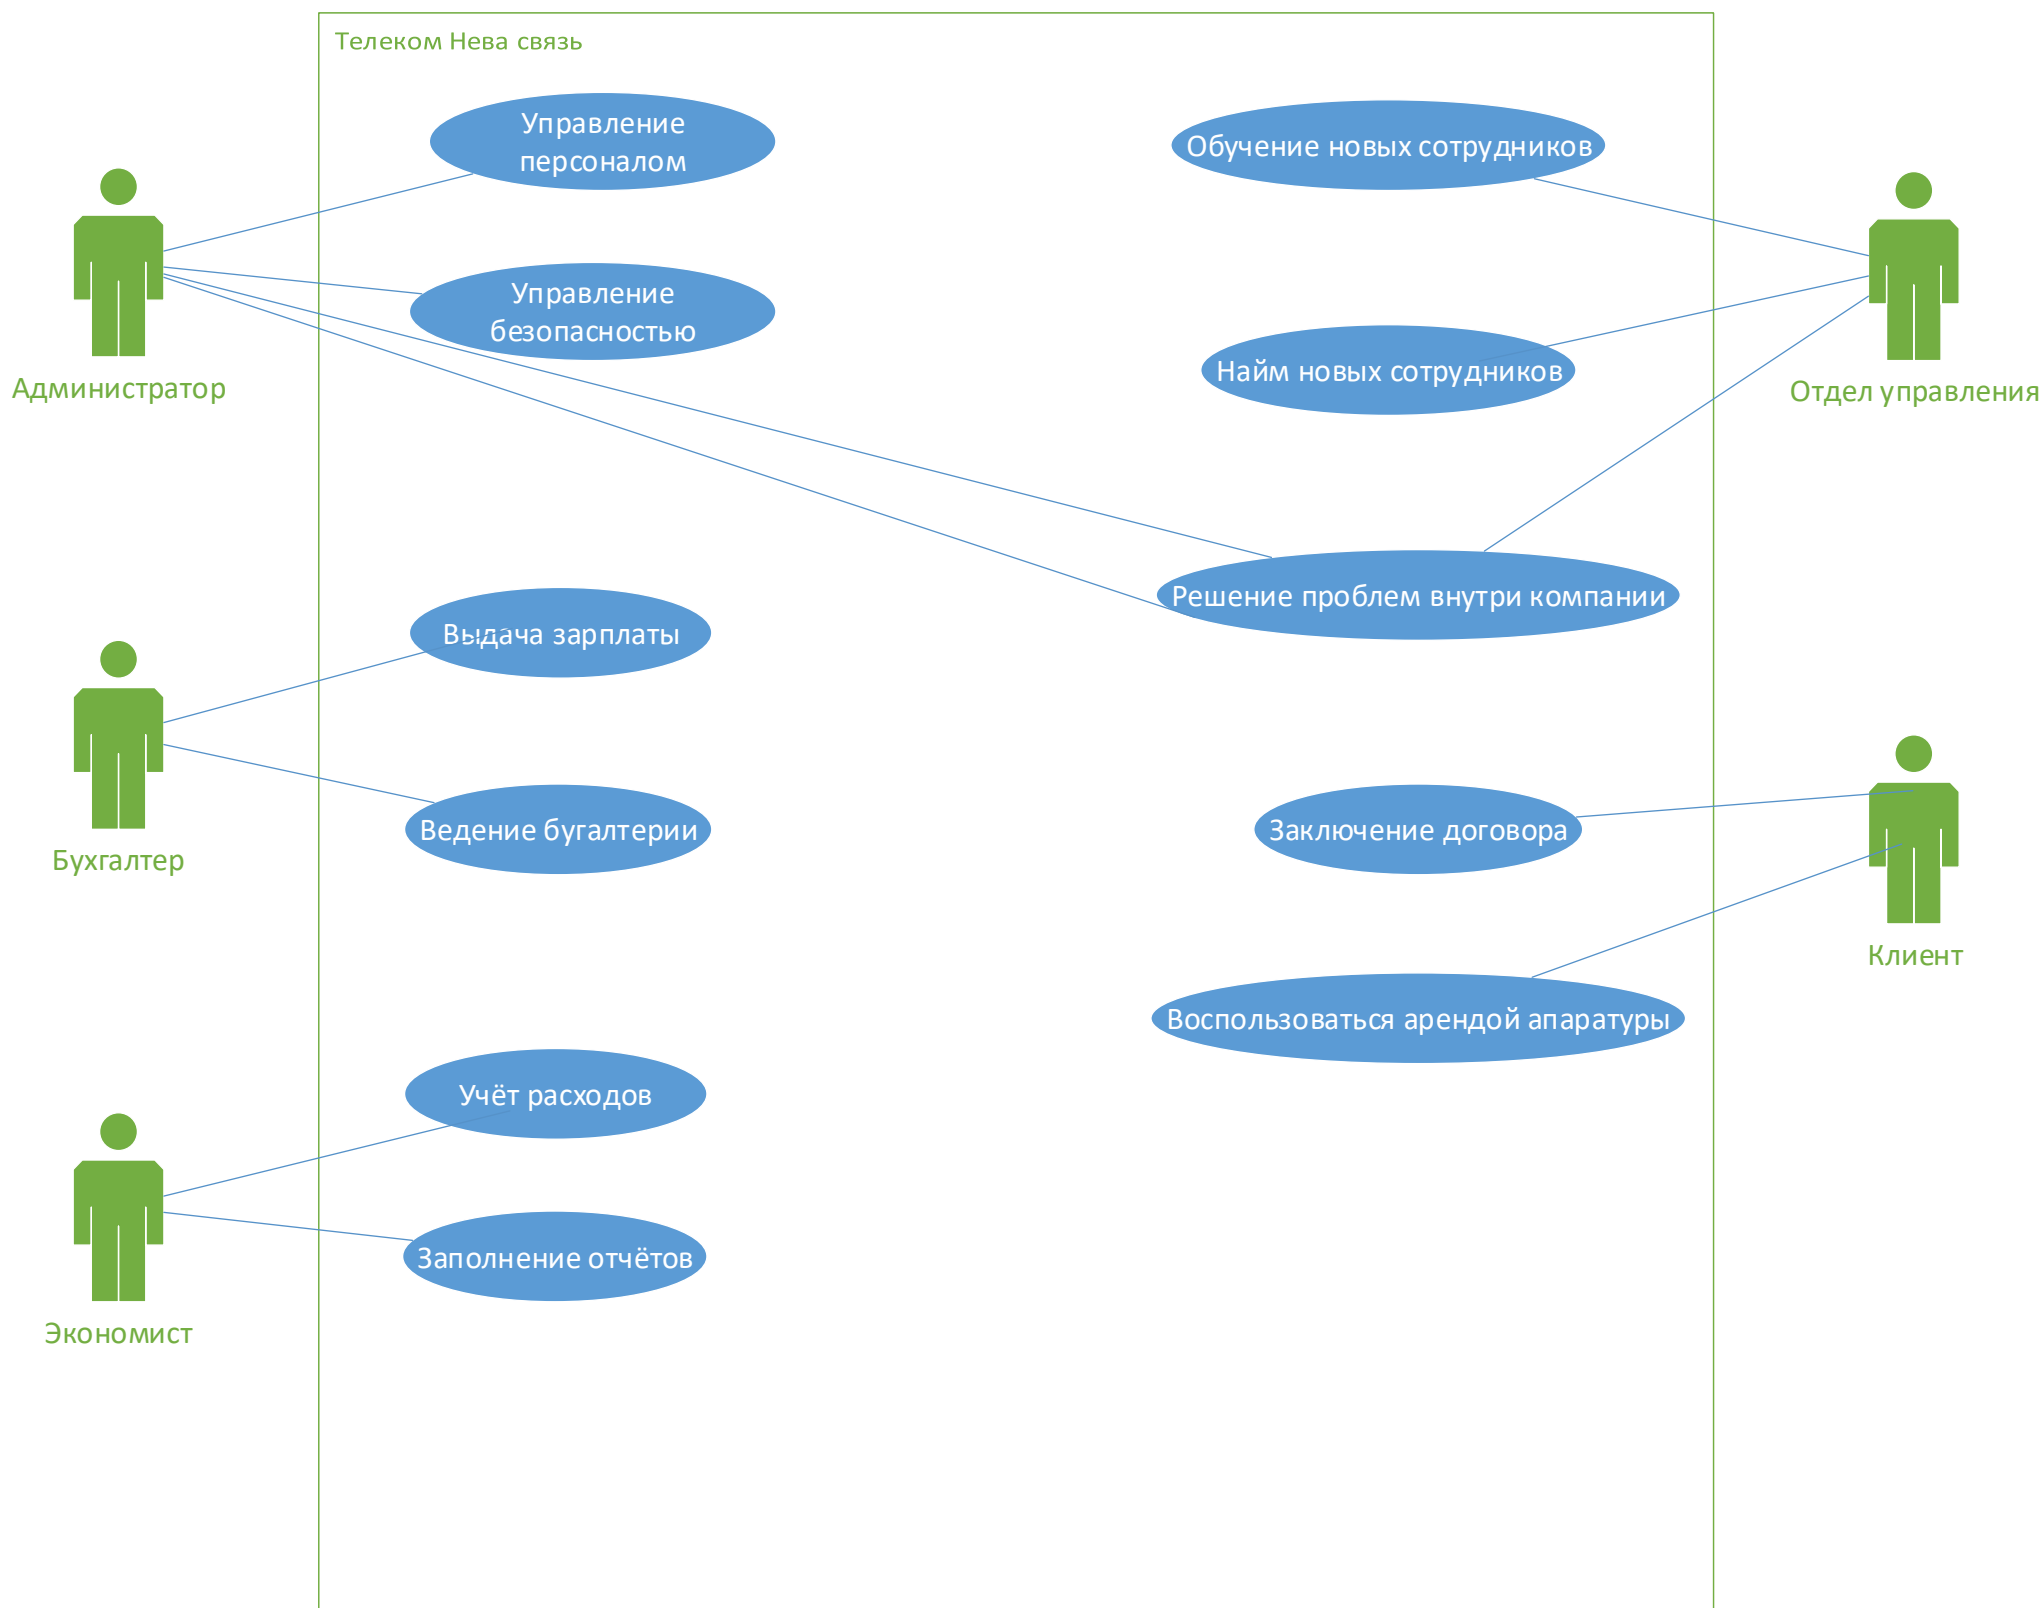 Телеком Нева связь
Управление
персоналом
Обучение новых сотрудников
Управление
безопасностью
Найм новых сотрудников
Администратор
Отдел управления
Решение проблем внутри компании
Выдача зарплаты
Ведение бугалтерии
Заключение договора
Бухгалтер
Клиент
Воспользоваться арендой апаратуры
Учёт расходов
Заполнение отчётов
Экономист